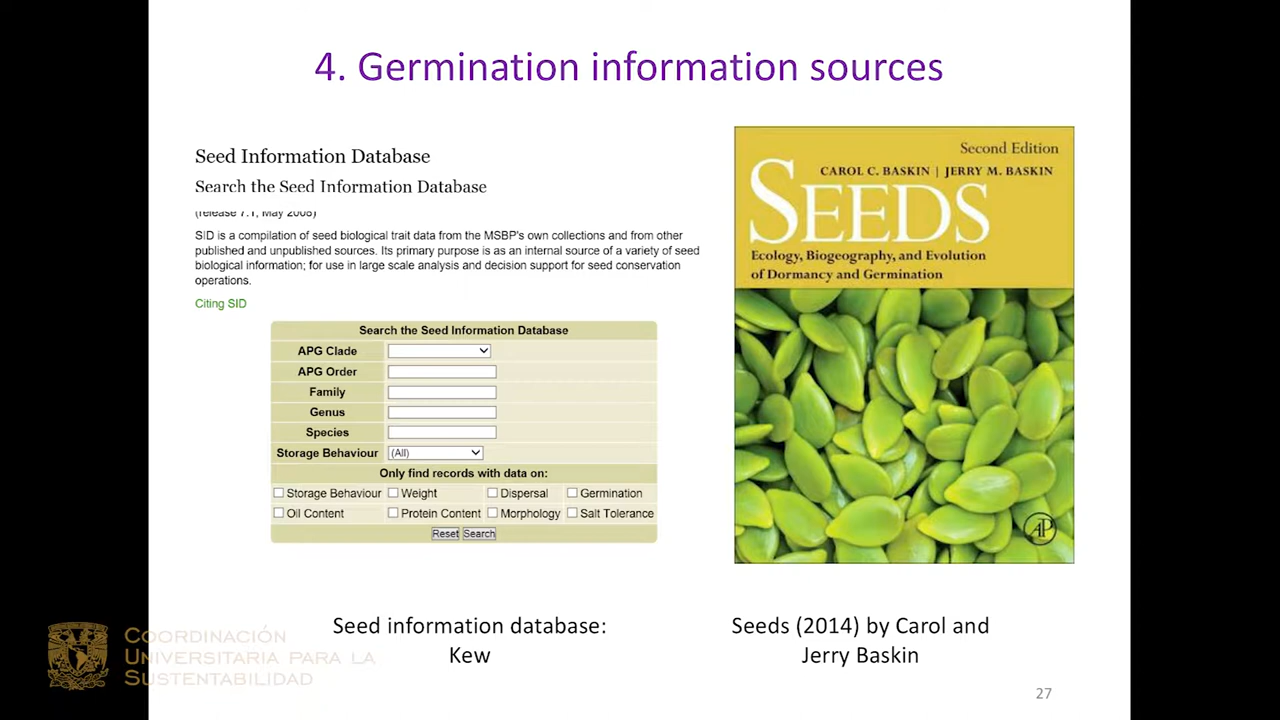 4. Germination information sources
Seed Information Database
Search the Seed Information Database
(release 7.1, May 2008)
SID is a compilation of seed biological trait data from the MSBP's own collections and from other
published and unpublished sources. Its primary purpose is as an internal source of a variety of seed
biological information; for use in large scale analysis and decision support for seed conservation
operations.
Citing SID
Search the Seed Information Database
APG Clade
APG Order
Family
Genus
Species
Storage Behaviour (All)
Only find records with data on:
Storage Behaviour Weight Dispersal Germination
Oil Content Protein Content Morphology Salt Tolerance
Reset Search
Second Edition
CAROL C. BASKIN | JERRY M. BASKIN
SEEDS
Ecology, Biogeography, and Evolution
of Dormancy and Germination
AP
Seed information database:
Kew
Seeds (2014) by Carol and
Jerry Baskin
COORDINACIÓN
UNIVERSITARIA PARA LA
SUSTENTABILIDAD
27